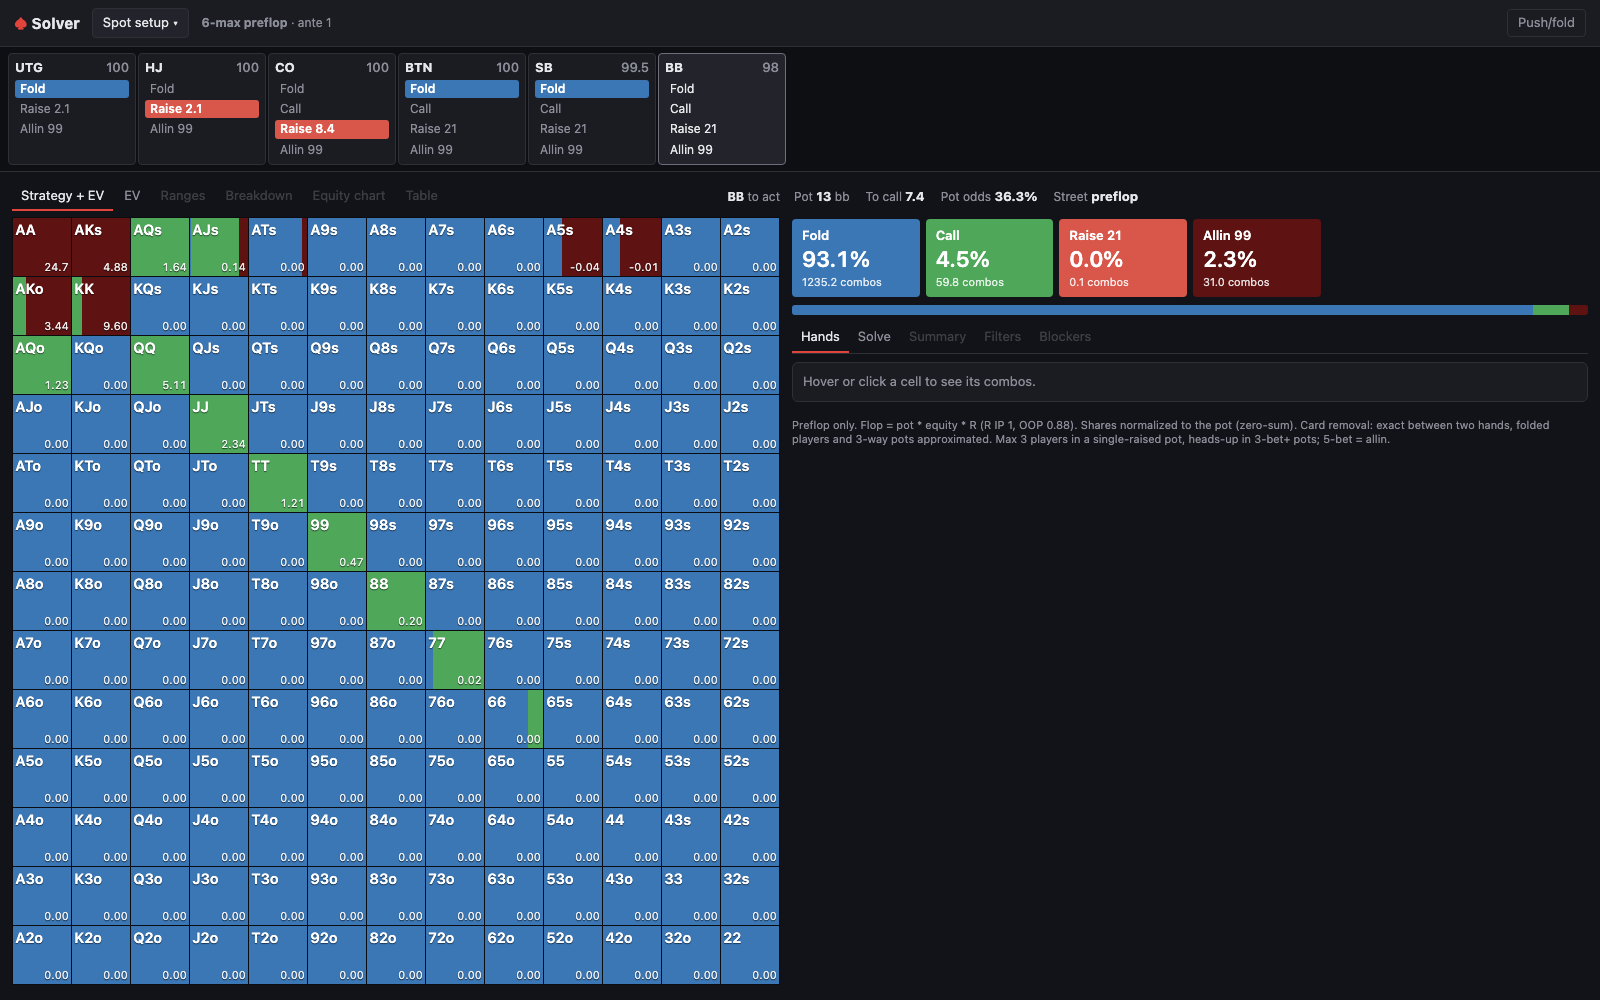 Solver
Spot setup ▾
6-max preflop · ante 1
Push/fold
UTG 100
Fold
Raise 2.1
Allin 99
HJ 100
Fold
Raise 2.1
Allin 99
CO 100
Fold
Call
Raise 8.4
Allin 99
BTN 100
Fold
Call
Raise 21
Allin 99
SB 99.5
Fold
Call
Raise 21
Allin 99
BB 98
Fold
Call
Raise 21
Allin 99
Strategy + EV EV Ranges Breakdown Equity chart Table
BB to act Pot 13 bb To call 7.4 Pot odds 36.3% Street preflop
AA AKs AQs AJs ATs A9s A8s A7s A6s A5s A4s A3s A2s
24.7 4.88 1.64 0.14 0.00 0.00 0.00 0.00 0.00 -0.04 -0.01 0.00 0.00
AKo KK KQs KJs KTs K9s K8s K7s K6s K5s K4s K3s K2s
3.44 9.60 0.00 0.00 0.00 0.00 0.00 0.00 0.00 0.00 0.00 0.00 0.00
AQo KQo QQ QJs QTs Q9s Q8s Q7s Q6s Q5s Q4s Q3s Q2s
1.23 0.00 5.11 0.00 0.00 0.00 0.00 0.00 0.00 0.00 0.00 0.00 0.00
AJo KJo QJo JJ JTs J9s J8s J7s J6s J5s J4s J3s J2s
0.00 0.00 0.00 2.34 0.00 0.00 0.00 0.00 0.00 0.00 0.00 0.00 0.00
ATo KTo QTo JTo TT T9s T8s T7s T6s T5s T4s T3s T2s
0.00 0.00 0.00 0.00 1.21 0.00 0.00 0.00 0.00 0.00 0.00 0.00 0.00
A9o K9o Q9o J9o T9o 99 98s 97s 96s 95s 94s 93s 92s
0.00 0.00 0.00 0.00 0.00 0.47 0.00 0.00 0.00 0.00 0.00 0.00 0.00
A8o K8o Q8o J8o T8o 98o 88 87s 86s 85s 84s 83s 82s
0.00 0.00 0.00 0.00 0.00 0.00 0.20 0.00 0.00 0.00 0.00 0.00 0.00
A7o K7o Q7o J7o T7o 97o 87o 77 76s 75s 74s 73s 72s
0.00 0.00 0.00 0.00 0.00 0.00 0.00 0.02 0.00 0.00 0.00 0.00 0.00
A6o K6o Q6o J6o T6o 96o 86o 76o 66 65s 64s 63s 62s
0.00 0.00 0.00 0.00 0.00 0.00 0.00 0.00 0.00 0.00 0.00 0.00 0.00
A5o K5o Q5o J5o T5o 95o 85o 75o 65o 55 54s 53s 52s
0.00 0.00 0.00 0.00 0.00 0.00 0.00 0.00 0.00 0.00 0.00 0.00 0.00
A4o K4o Q4o J4o T4o 94o 84o 74o 64o 54o 44 43s 42s
0.00 0.00 0.00 0.00 0.00 0.00 0.00 0.00 0.00 0.00 0.00 0.00 0.00
A3o K3o Q3o J3o T3o 93o 83o 73o 63o 53o 43o 33 32s
0.00 0.00 0.00 0.00 0.00 0.00 0.00 0.00 0.00 0.00 0.00 0.00 0.00
A2o K2o Q2o J2o T2o 92o 82o 72o 62o 52o 42o 32o 22
0.00 0.00 0.00 0.00 0.00 0.00 0.00 0.00 0.00 0.00 0.00 0.00 0.00
Fold
93.1%
1235.2 combos
Call
4.5%
59.8 combos
Raise 21
0.0%
0.1 combos
Allin 99
2.3%
31.0 combos
Hands Solve Summary Filters Blockers
Hover or click a cell to see its combos.
Preflop only. Flop = pot * equity * R (R IP 1, OOP 0.88). Shares normalized to the pot (zero-sum). Card removal: exact between two hands, folded
players and 3-way pots approximated. Max 3 players in a single-raised pot, heads-up in 3-bet+ pots; 5-bet = allin.